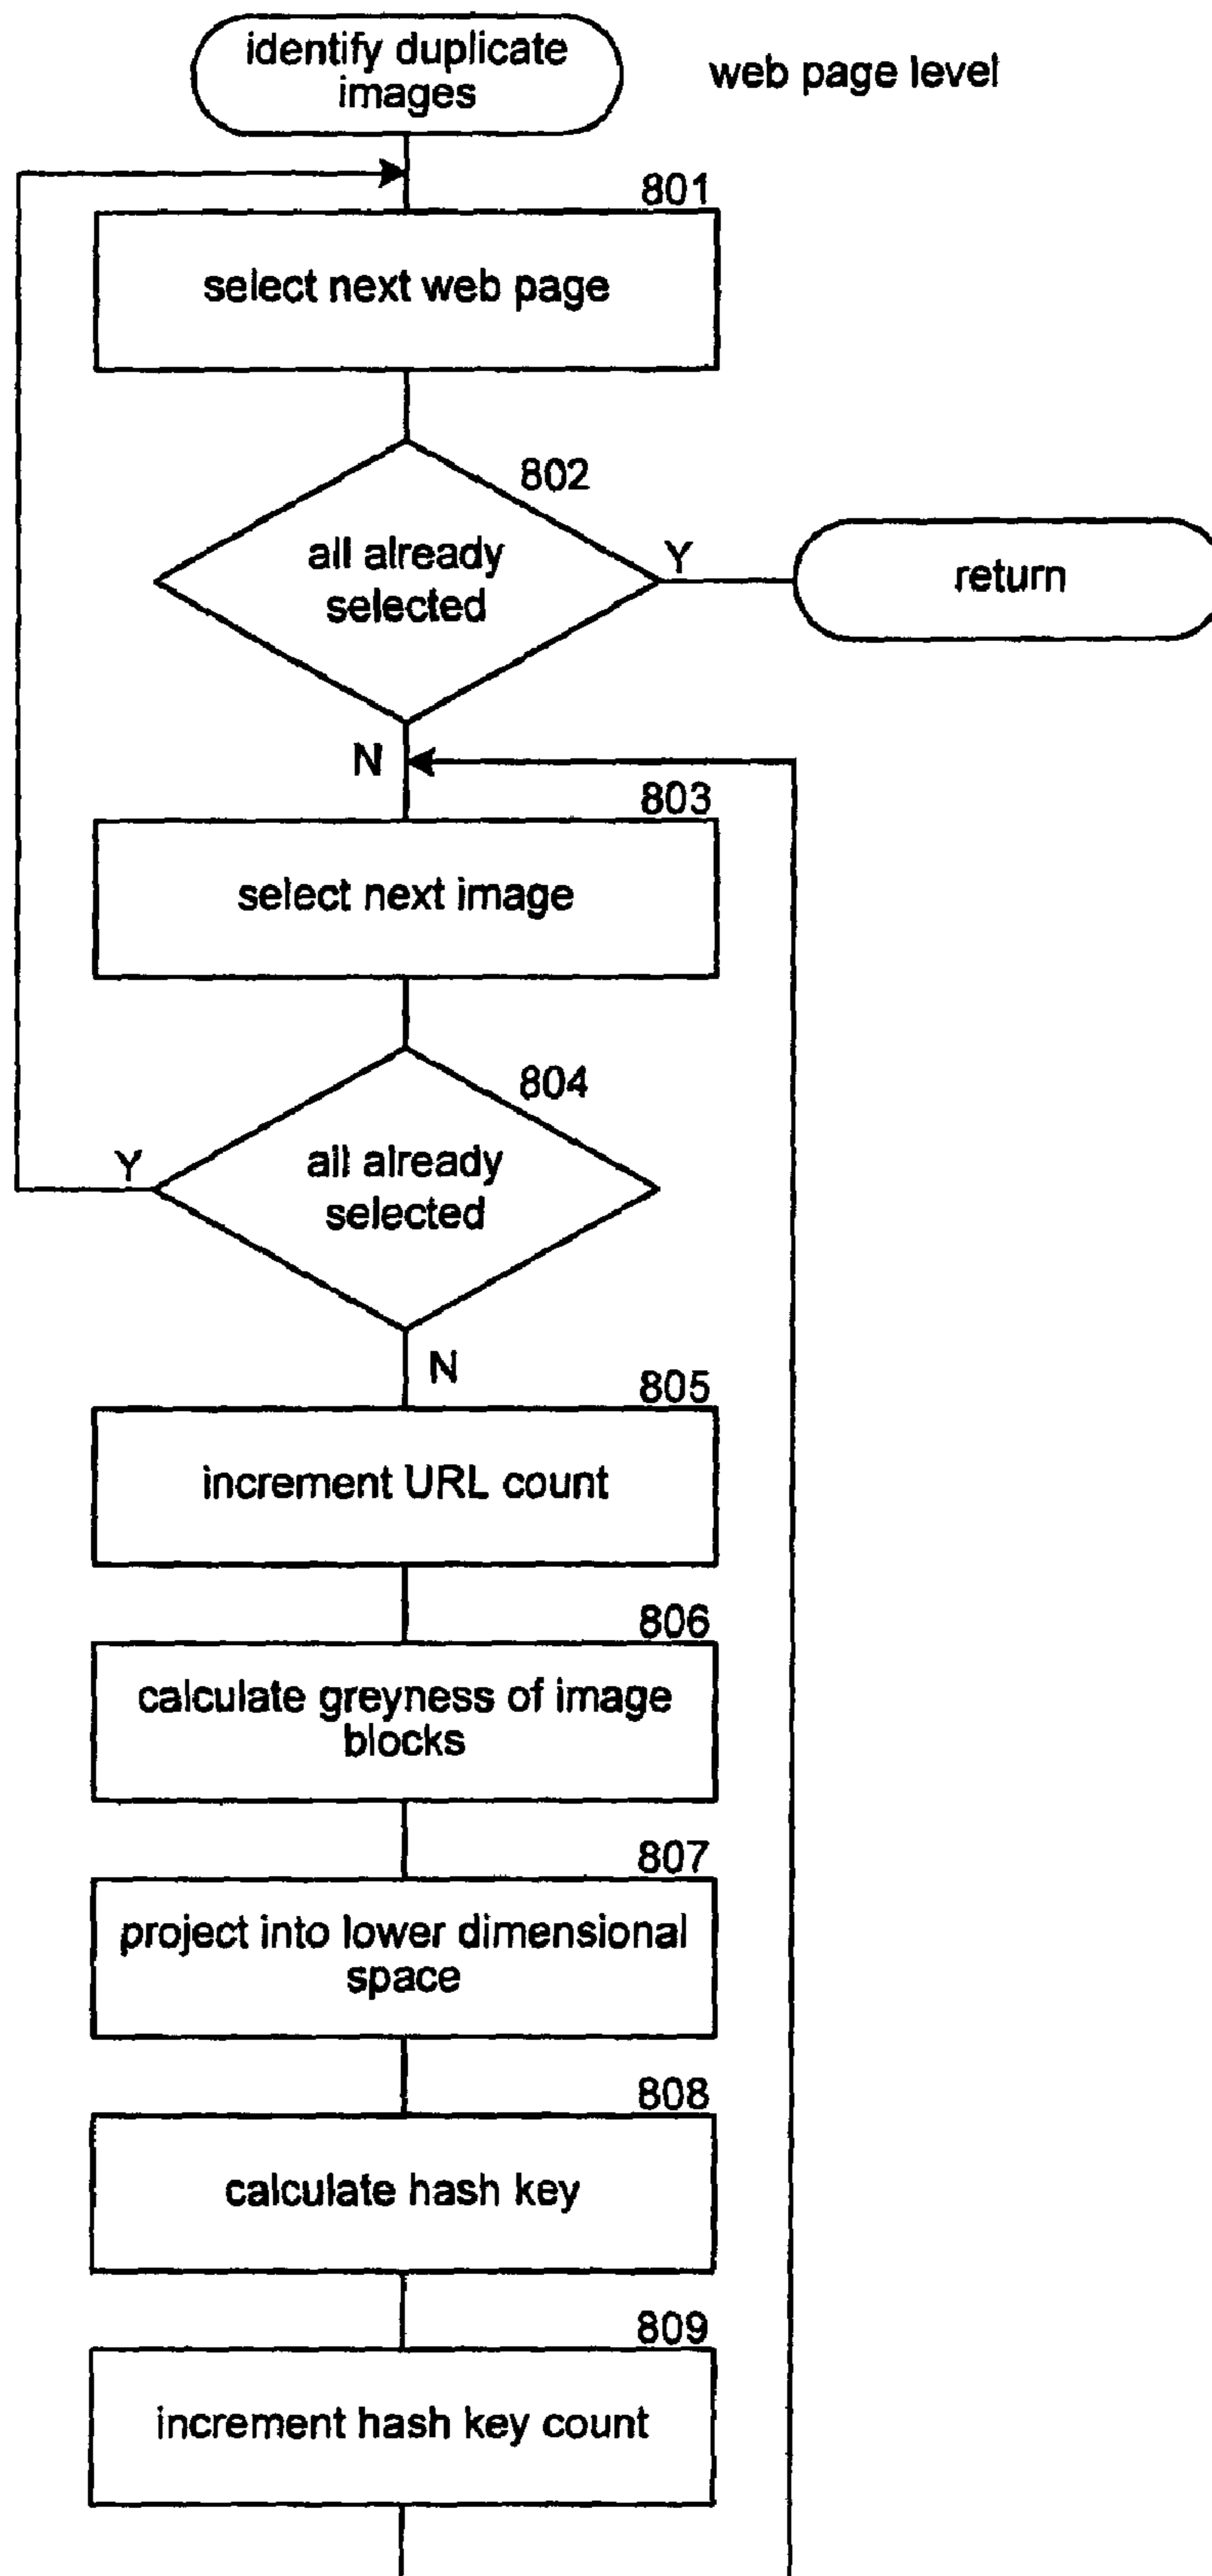 identify duplicate
images
web page level
801
select next web page
802
all already
selected
Y
return
N
803
select next image
804
all already
selected
Y
N
805
increment URL count
806
calculate greyness of image
blocks
807
project into lower dimensional
space
808
calculate hash key
809
increment hash key count